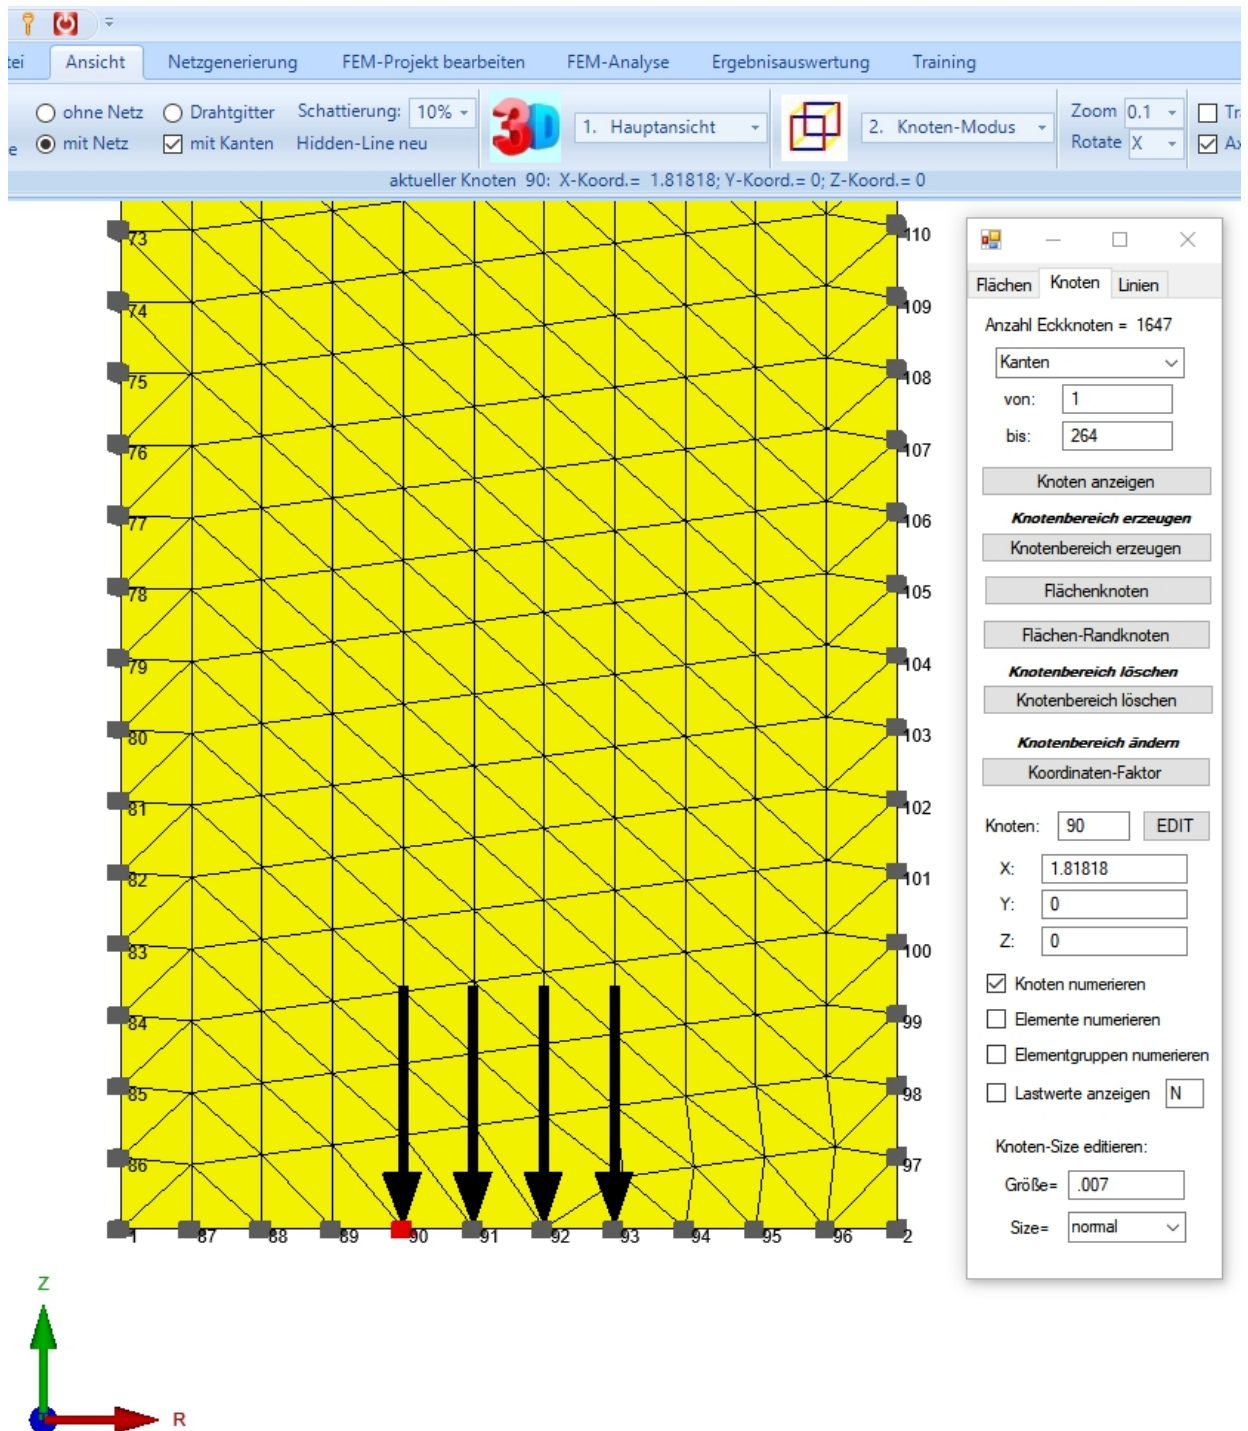 tei Ansicht Netzgenerierung FEM-Projekt bearbeiten FEM-Analyse Ergebnisauswertung Training
ohne Netz Drahtgitter Schattierung: 10% 3D 1. Hauptansicht 2. Knoten-Modus Zoom 0.1 Tr
e mit Netz mit Kanten Hidden-Line neu Rotate X Ax
aktueller Knoten 90: X-Koord.= 1.81818; Y-Koord.= 0; Z-Koord.= 0
73 110
74 109
75 108
76 107
77 106
78 105
79 104
80 103
81 102
82 101
83 100
84 99
85 98
86 97
1 87 88 89 90 91 92 93 94 95 96 2
Z
R
Flächen Knoten Linien
Anzahl Eckknoten = 1647
Kanten
von: 1
bis: 264
Knoten anzeigen
Knotenbereich erzeugen
Knotenbereich erzeugen
Flächenknoten
Flächen-Randknoten
Knotenbereich löschen
Knotenbereich löschen
Knotenbereich ändern
Koordinaten-Faktor
Knoten: 90 EDIT
X: 1.81818
Y: 0
Z: 0
Knoten numerieren
Elemente numerieren
Elementgruppen numerieren
Lastwerte anzeigen N
Knoten-Size editieren:
Größe= .007
Size= normal